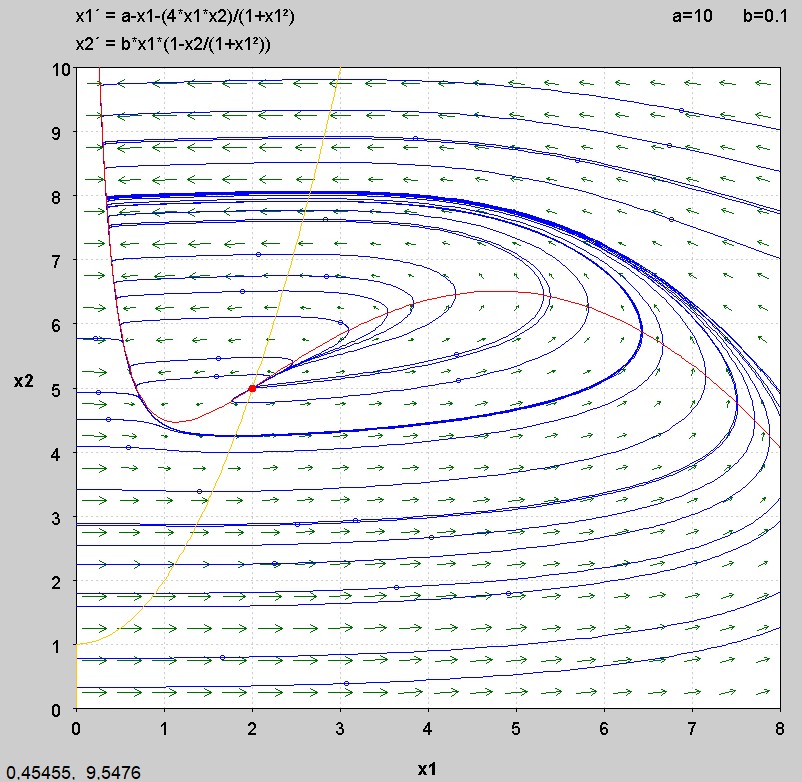 x1´ = a-x1-(4*x1*x2)/(1+x1²) a=10 b=0.1
x2´ = b*x1*(1-x2/(1+x1²))
10
9
8
7
6
x2
5
4
3
2
1
0
0 1 2 3 4 5 6 7 8
x1
0,45455, 9,5476